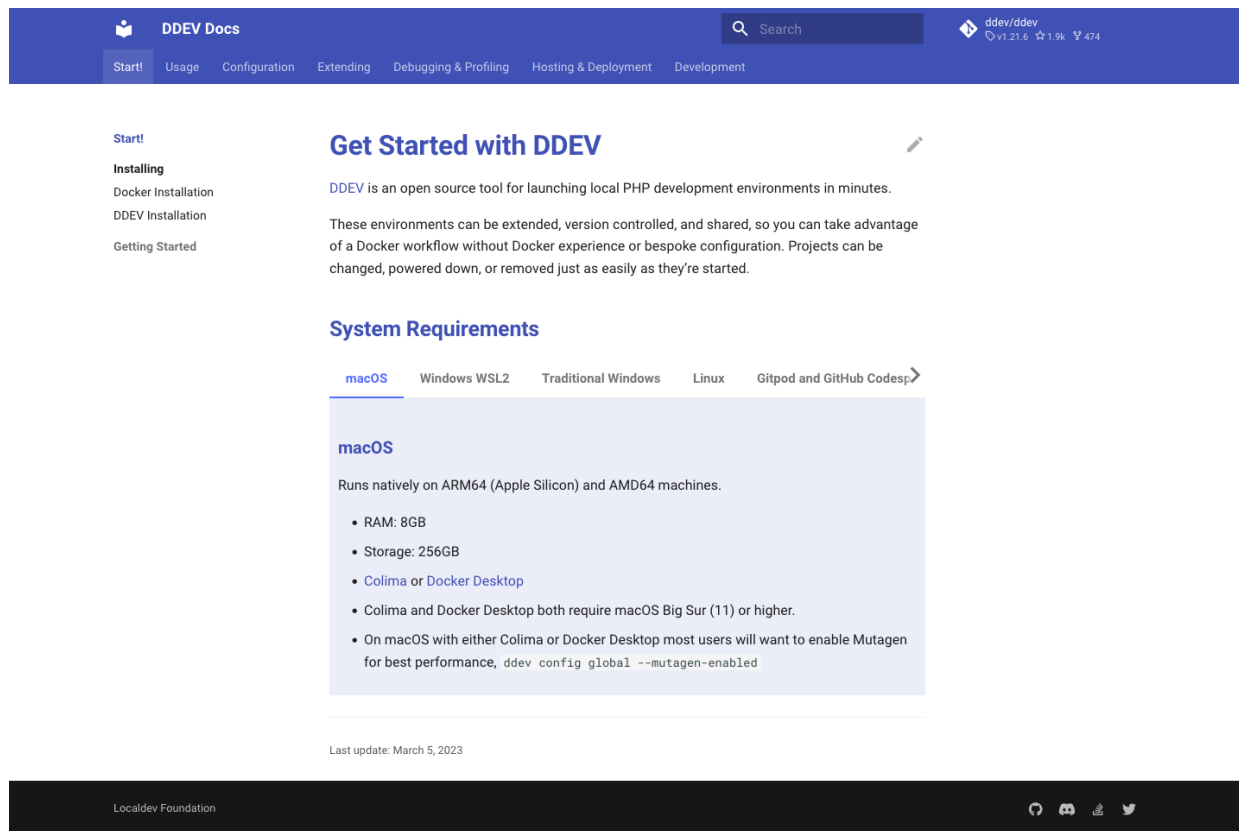 DDEV Docs
Search
ddev/ddev
v1.21.6 1.9k 474
Start! Usage Configuration Extending Debugging & Profiling Hosting & Deployment Development
Start!
Installing
Docker Installation
DDEV Installation
Getting Started
Get Started with DDEV
DDEV is an open source tool for launching local PHP development environments in minutes.
These environments can be extended, version controlled, and shared, so you can take advantage
of a Docker workflow without Docker experience or bespoke configuration. Projects can be
changed, powered down, or removed just as easily as they’re started.
System Requirements
macOS Windows WSL2 Traditional Windows Linux Gitpod and GitHub Codesp
macOS
Runs natively on ARM64 (Apple Silicon) and AMD64 machines.
• RAM: 8GB
• Storage: 256GB
• Colima or Docker Desktop
• Colima and Docker Desktop both require macOS Big Sur (11) or higher.
• On macOS with either Colima or Docker Desktop most users will want to enable Mutagen
for best performance, ddev config global --mutagen-enabled
Last update: March 5, 2023
Localdev Foundation